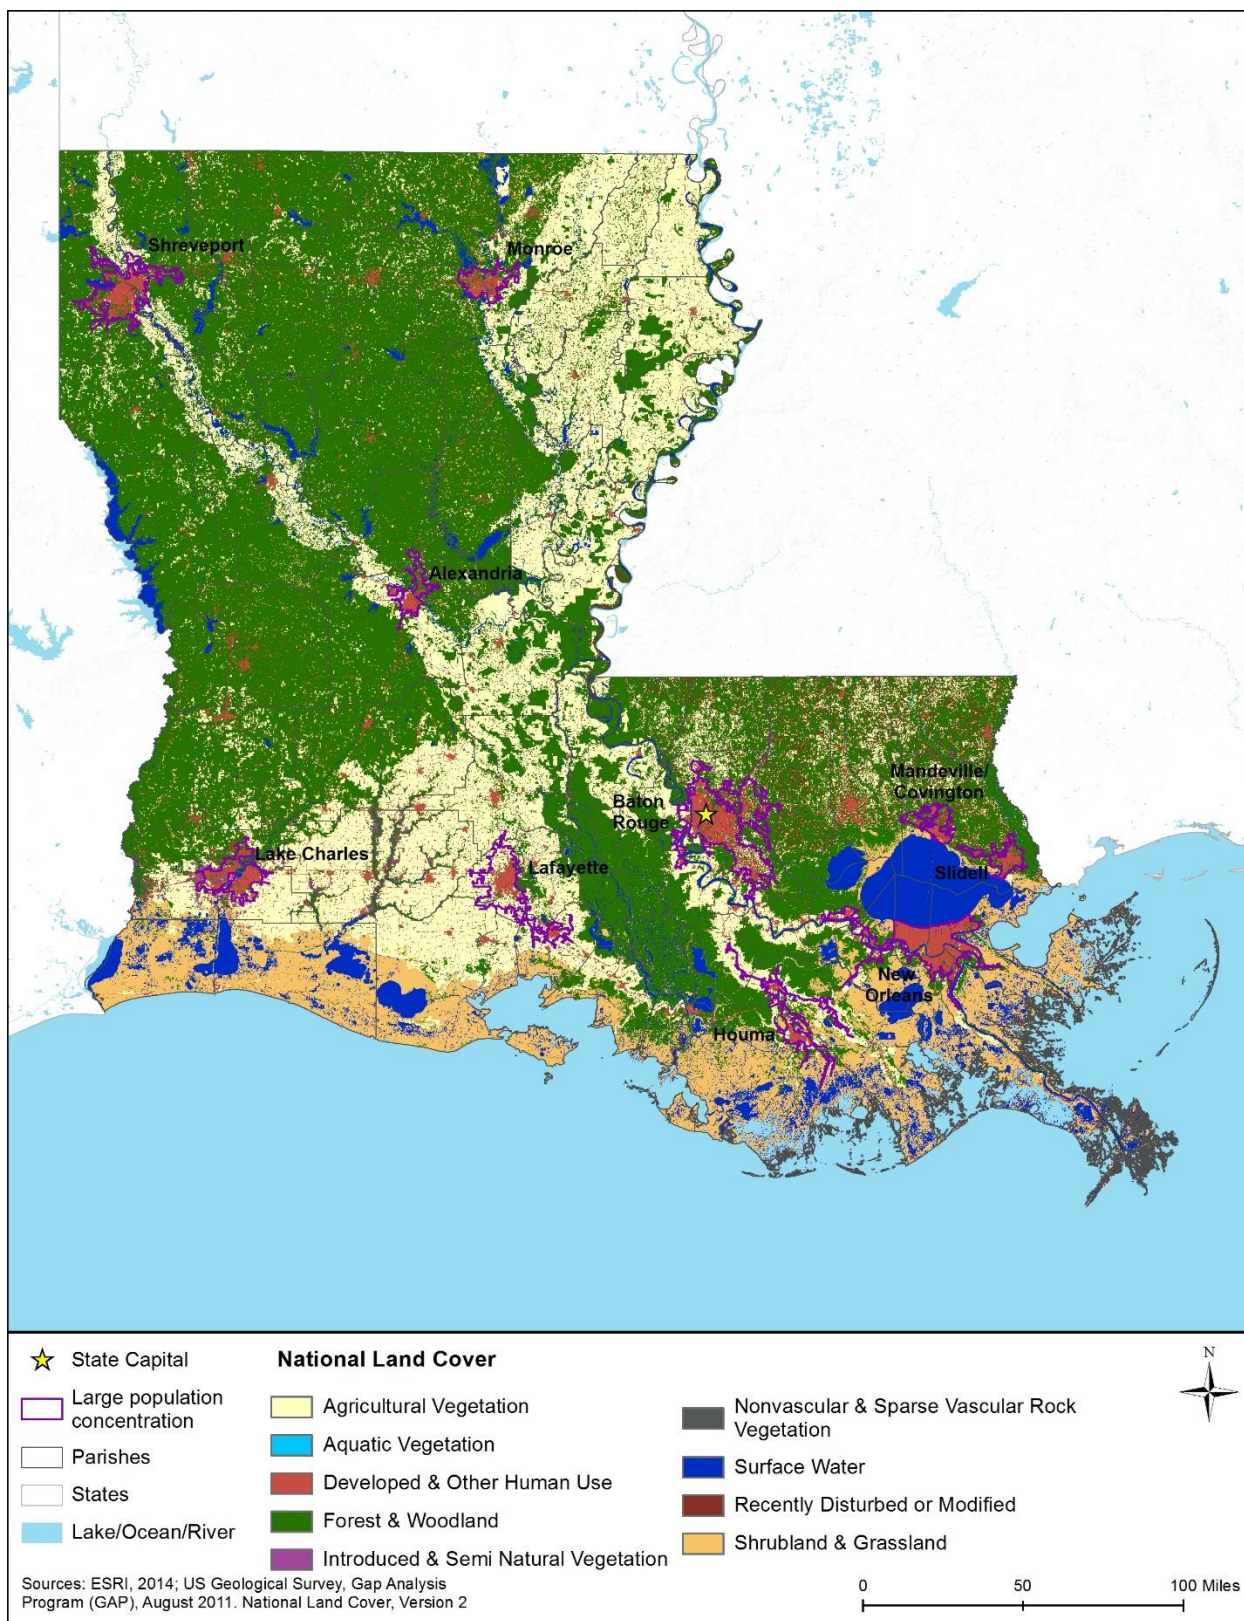 Shreveport
Monroe
Alexandria
Mandeville/
Covington
Baton
Rouge
Lake Charles
Lafayette
Slidell
New
Orleans
Houma
State Capital
Large population
concentration
Parishes
States
Lake/Ocean/River
National Land Cover
Agricultural Vegetation
Aquatic Vegetation
Developed & Other Human Use
Forest & Woodland
Introduced & Semi Natural Vegetation
Nonvascular & Sparse Vascular Rock
Vegetation
Surface Water
Recently Disturbed or Modified
Shrubland & Grassland
N
Sources: ESRI, 2014; US Geological Survey, Gap Analysis
Program (GAP), August 2011. National Land Cover, Version 2
0 50 100 Miles